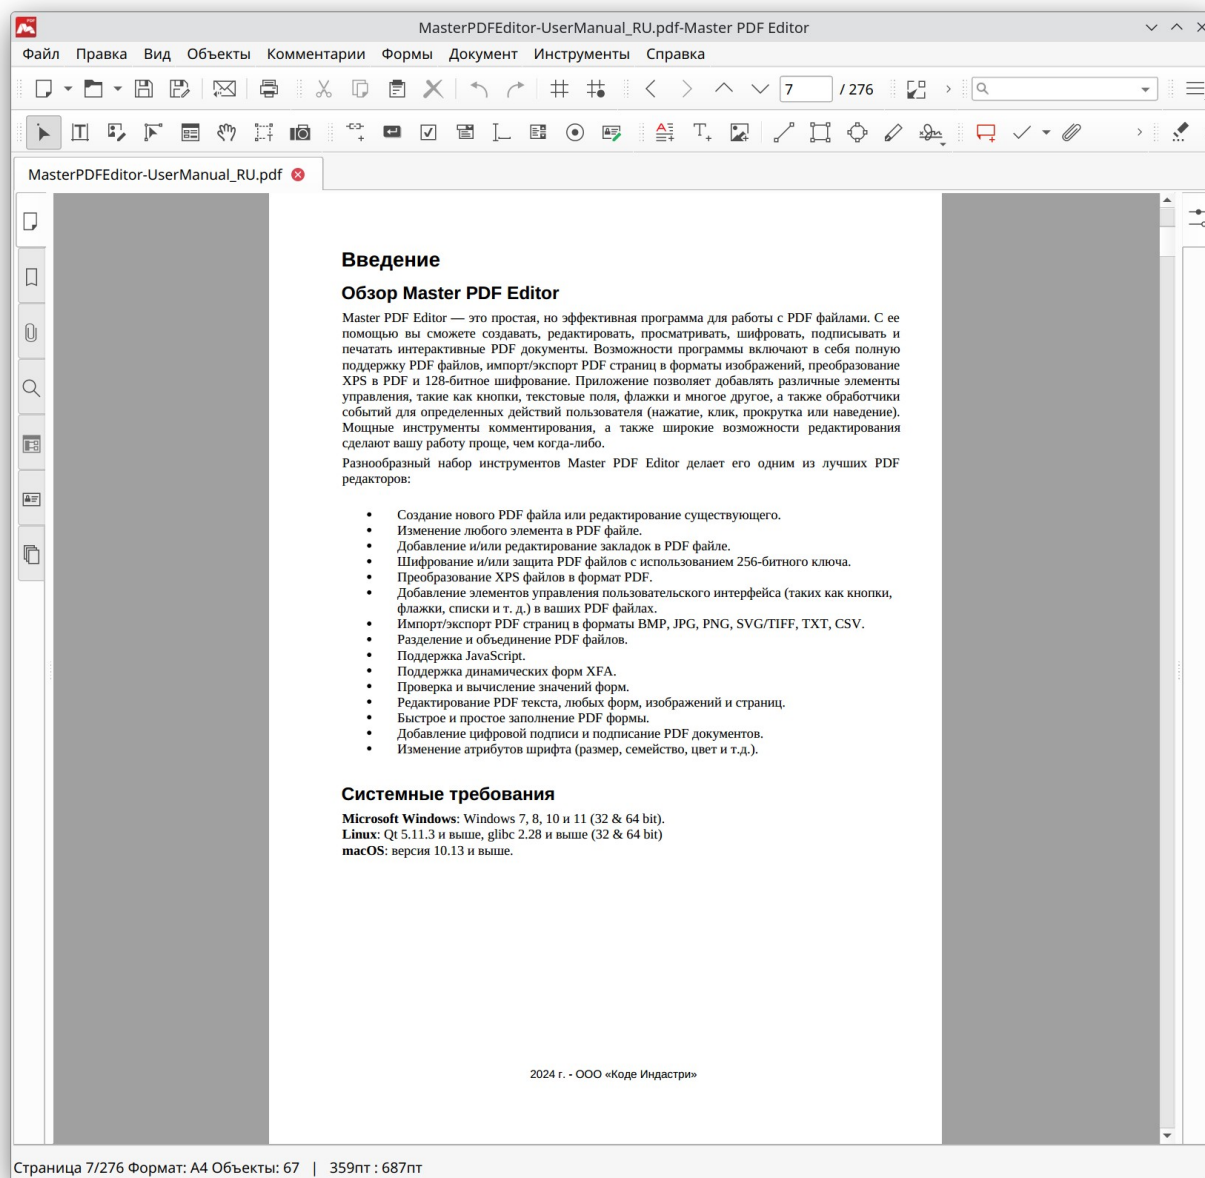 MasterPDFEditor-UserManual_RU.pdf-Master PDF Editor
Файл Правка Вид Объекты Комментарии Формы Документ Инструменты Справка
7 / 276
MasterPDFEditor-UserManual_RU.pdf
Введение
Обзор Master PDF Editor
Master PDF Editor — это простая, но эффективная программа для работы с PDF файлами. С ее
помощью вы сможете создавать, редактировать, просматривать, шифровать, подписывать и
печатать интерактивные PDF документы. Возможности программы включают в себя полную
поддержку PDF файлов, импорт/экспорт PDF страниц в форматы изображений, преобразование
XPS в PDF и 128-битное шифрование. Приложение позволяет добавлять различные элементы
управления, такие как кнопки, текстовые поля, флажки и многое другое, а также обработчики
событий для определенных действий пользователя (нажатие, клик, прокрутка или наведение).
Мощные инструменты комментирования, а также широкие возможности редактирования
сделают вашу работу проще, чем когда-либо.
Разнообразный набор инструментов Master PDF Editor делает его одним из лучших PDF
редакторов:
• Создание нового PDF файла или редактирование существующего.
• Изменение любого элемента в PDF файле.
• Добавление и/или редактирование закладок в PDF файле.
• Шифрование и/или защита PDF файлов с использованием 256-битного ключа.
• Преобразование XPS файлов в формат PDF.
• Добавление элементов управления пользовательского интерфейса (таких как кнопки,
флажки, списки и т. д.) в ваших PDF файлах.
• Импорт/экспорт PDF страниц в форматы BMP, JPG, PNG, SVG/TIFF, TXT, CSV.
• Разделение и объединение PDF файлов.
• Поддержка JavaScript.
• Поддержка динамических форм XFA.
• Проверка и вычисление значений форм.
• Редактирование PDF текста, любых форм, изображений и страниц.
• Быстрое и простое заполнение PDF формы.
• Добавление цифровой подписи и подписание PDF документов.
• Изменение атрибутов шрифта (размер, семейство, цвет и т.д.).
Системные требования
Microsoft Windows: Windows 7, 8, 10 и 11 (32 & 64 bit).
Linux: Qt 5.11.3 и выше, glibc 2.28 и выше (32 & 64 bit)
macOS: версия 10.13 и выше.
2024 г. - ООО «Коде Индастри»
Страница 7/276 Формат: A4 Объекты: 67 | 359пт : 687пт